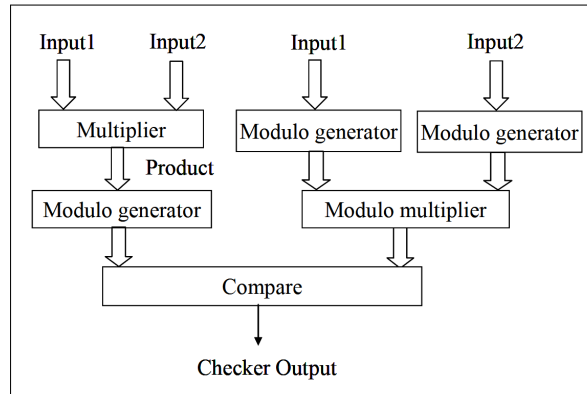 Input1 Input2 Input1 Input2
Multiplier Modulo generator Modulo generator
Product
Modulo generator Modulo multiplier
Compare
Checker Output